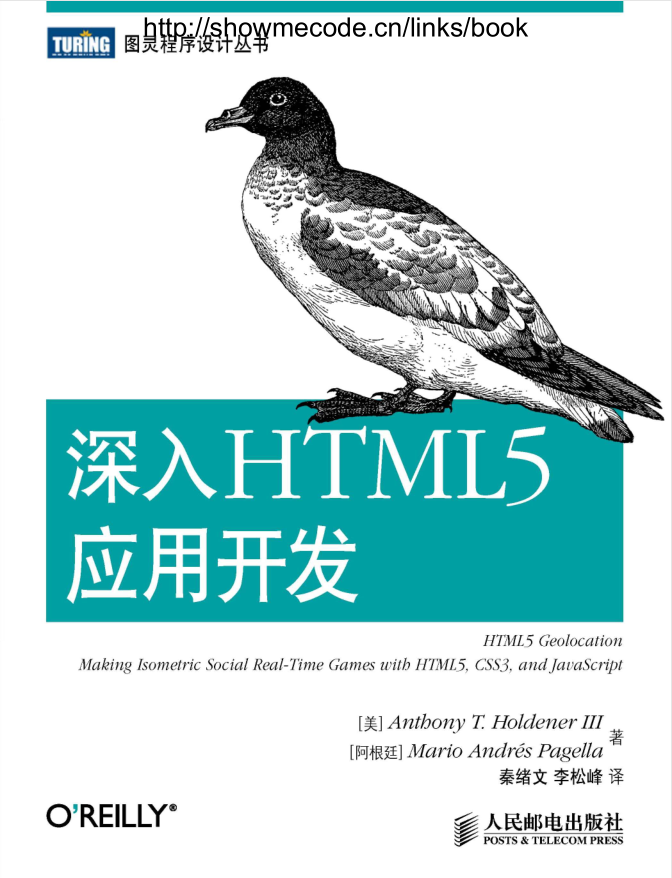 http://showmecode.cn/links/book
TURING 图灵程序设计丛书
深入HTML5
应用开发
HTML5 Geolocation
Making Isometric Social Real-Time Games with HTML5, CSS3, and JavaScript
[美] Anthony T. Holdener III
[阿根廷] Mario Andrés Pagella 著
秦绪文 李松峰 译
O'REILLY®
人民邮电出版社
POSTS & TELECOM PRESS